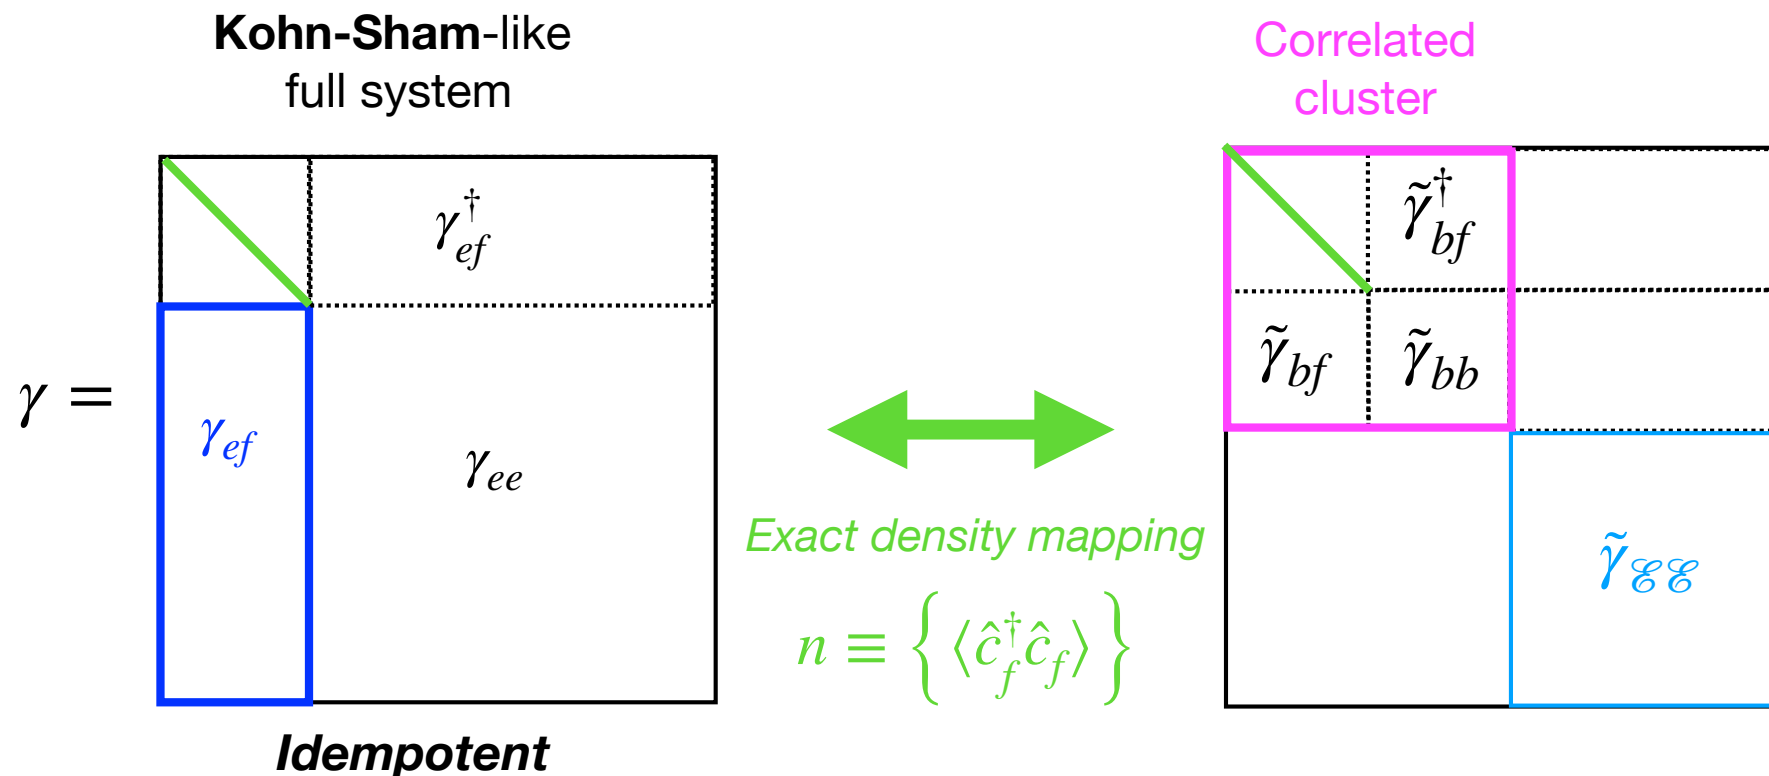 Kohn-Sham-like
full system
Correlated
cluster
γ =
γ†ef
γef
γee
γ̃†bf
γ̃bf
γ̃bb
γ̃ℰℰ
Exact density mapping
n ≡ { ⟨ĉ†f ĉf⟩ }
Idempotent